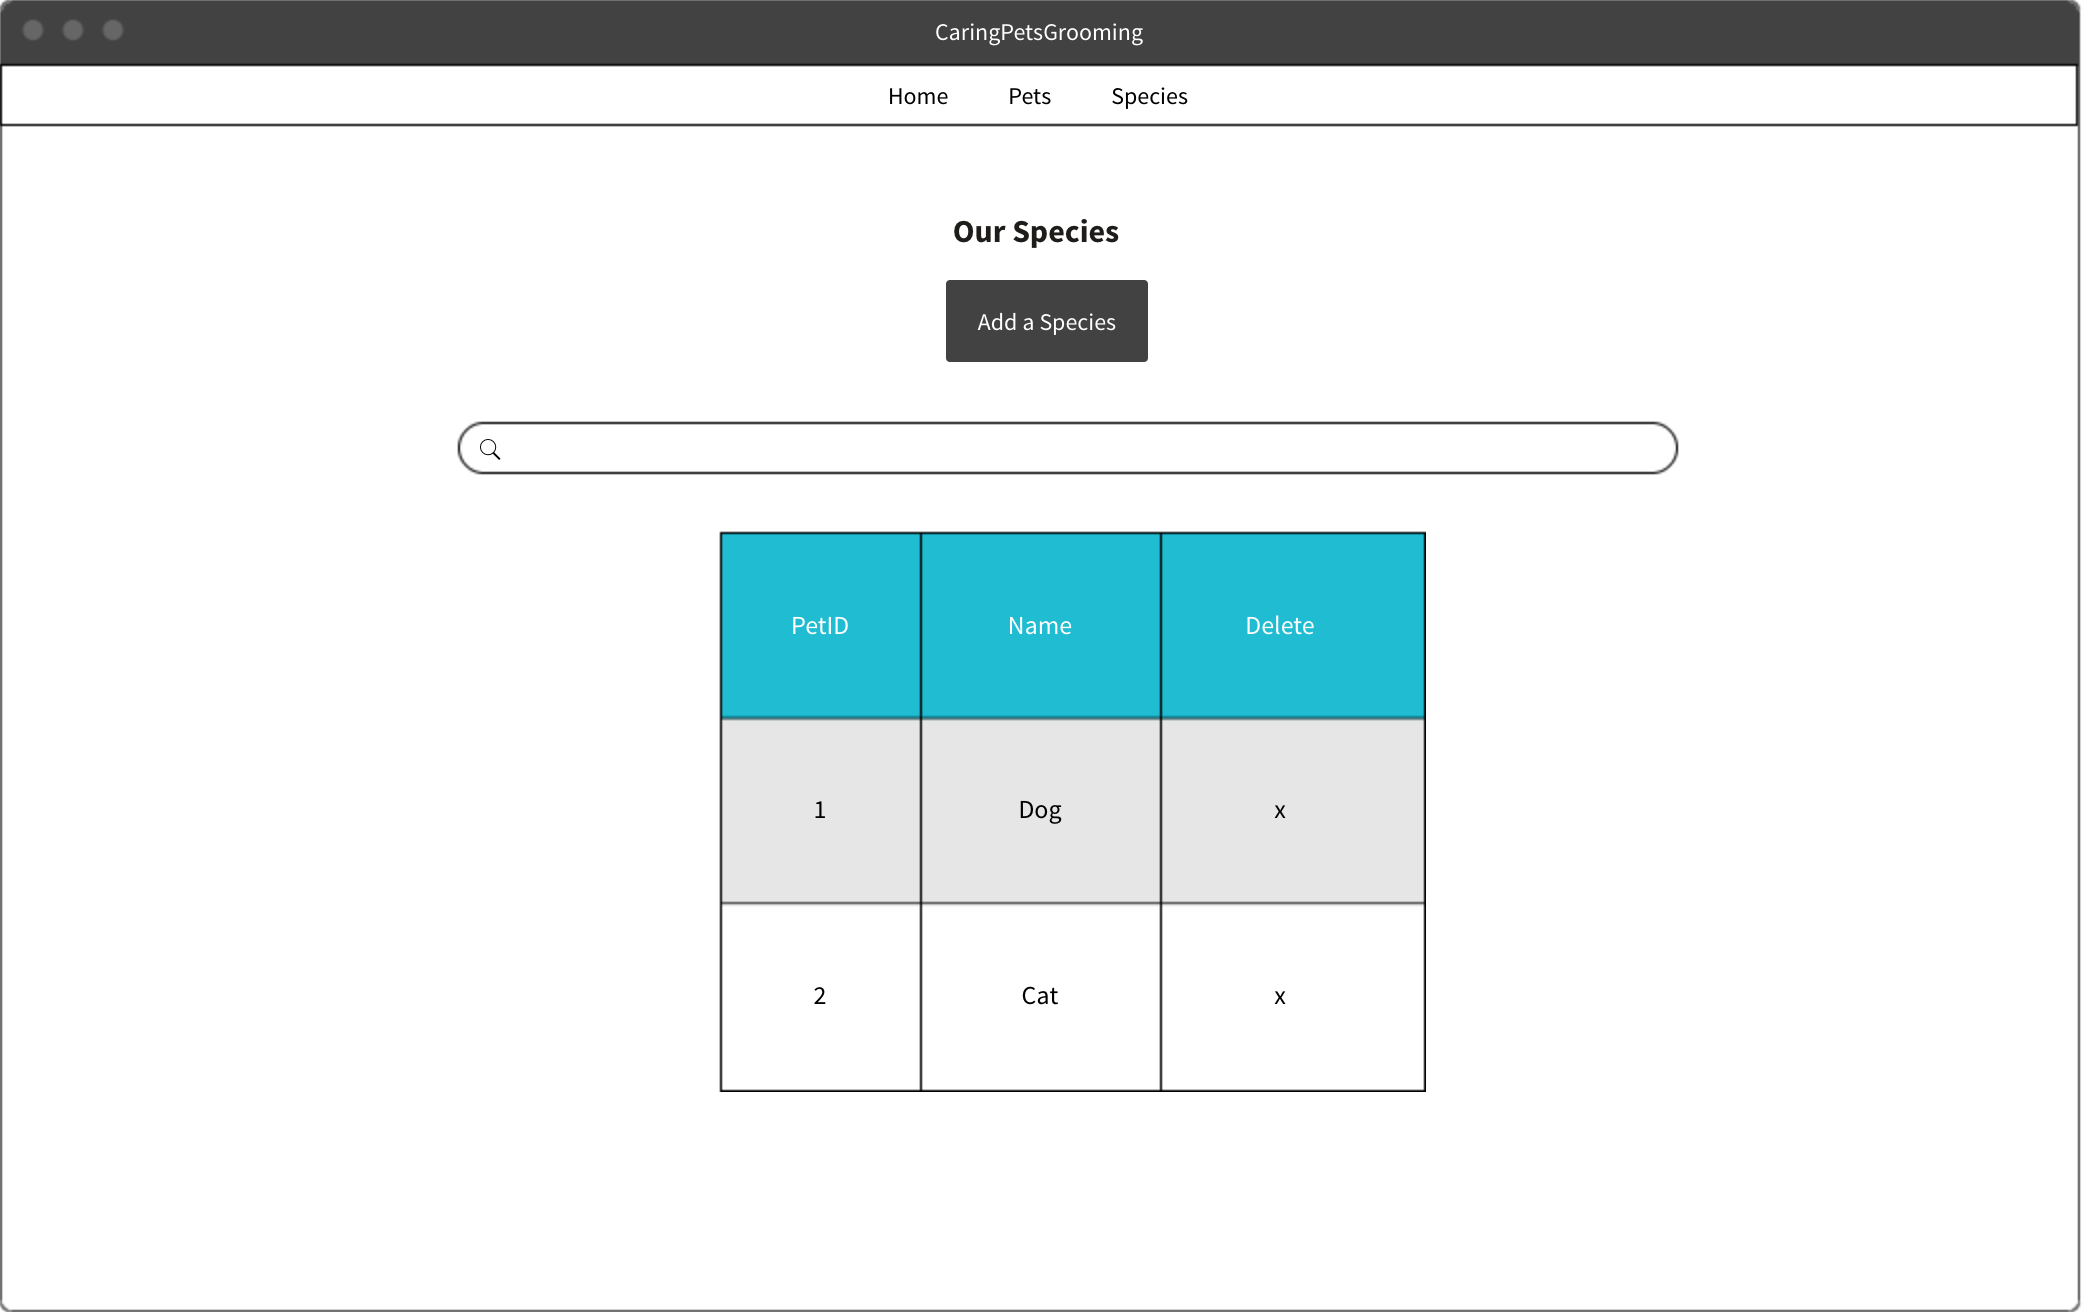 CaringPetsGrooming
Home Pets Species
Our Species
Add a Species
PetID Name Delete
1 Dog x
2 Cat x